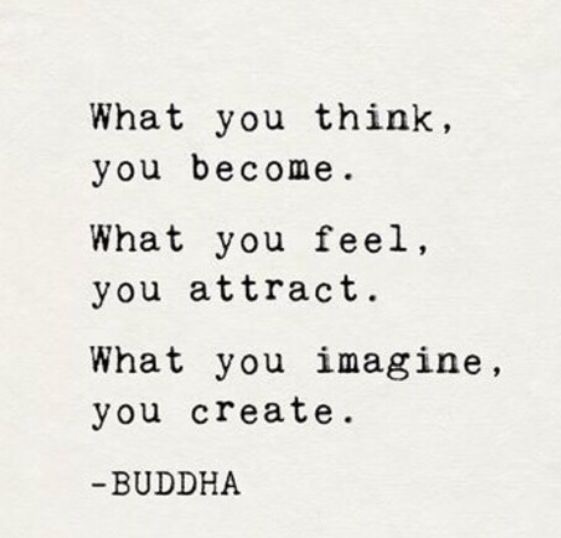 What you think,
you become.
What you feel,
you attract.
What you imagine,
you create.
-BUDDHA